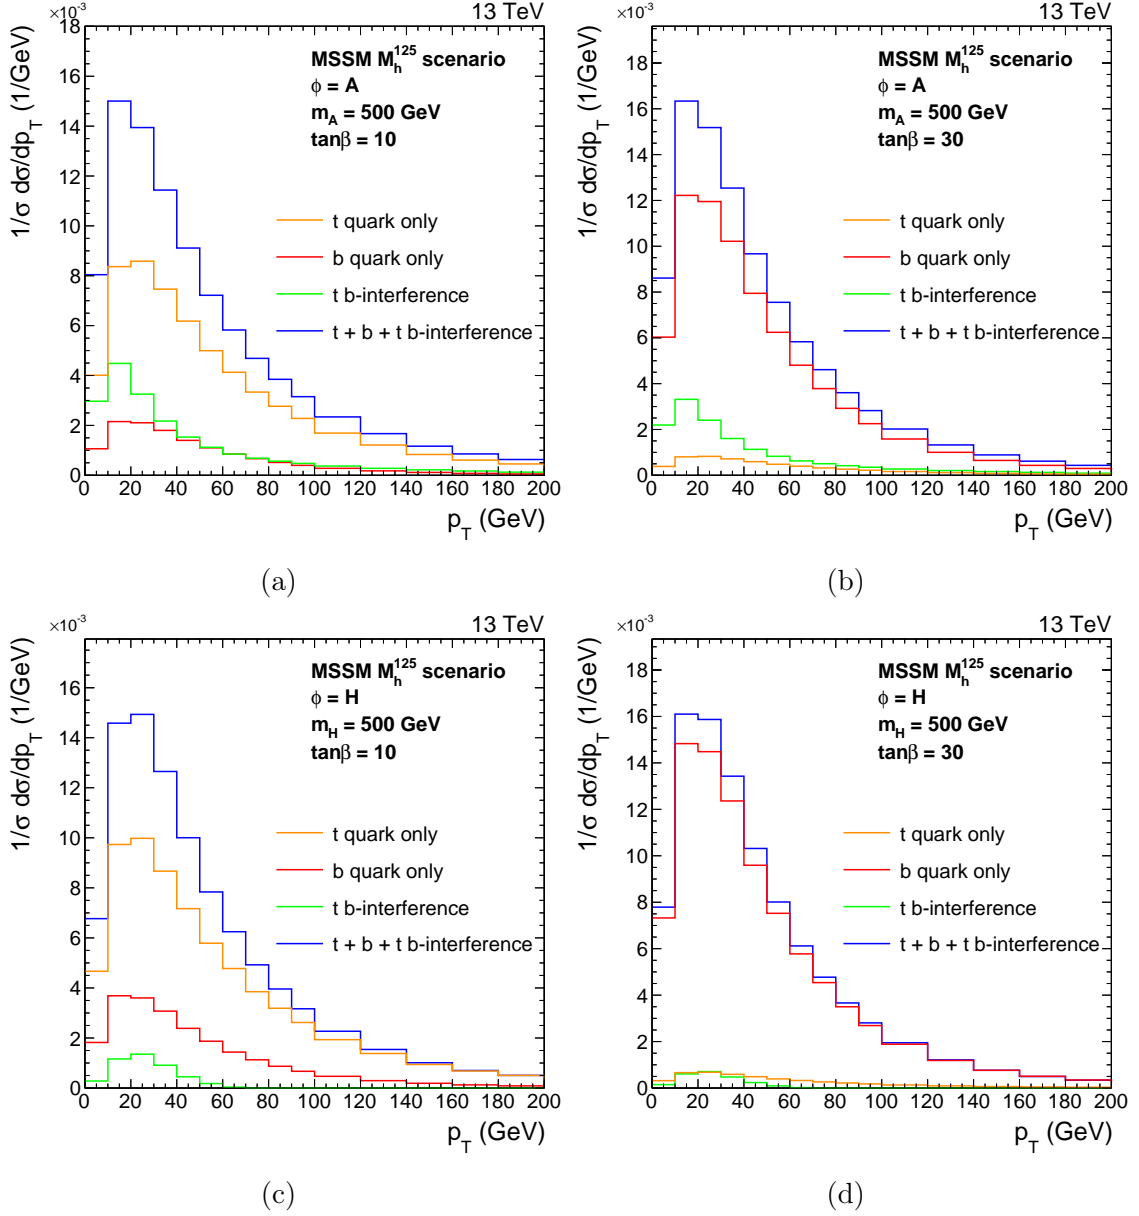 ×10⁻³
13 TeV
1/σ dσ/dp_T (1/GeV)
18
16
14
12
10
8
6
4
2
0
MSSM M_h^125 scenario
ϕ = A
m_A = 500 GeV
tanβ = 10
t quark only
b quark only
t b-interference
t + b + t b-interference
0 20 40 60 80 100 120 140 160 180 200
p_T (GeV)
(a)
×10⁻³
13 TeV
1/σ dσ/dp_T (1/GeV)
18
16
14
12
10
8
6
4
2
0
MSSM M_h^125 scenario
ϕ = A
m_A = 500 GeV
tanβ = 30
t quark only
b quark only
t b-interference
t + b + t b-interference
0 20 40 60 80 100 120 140 160 180 200
p_T (GeV)
(b)
×10⁻³
13 TeV
1/σ dσ/dp_T (1/GeV)
16
14
12
10
8
6
4
2
0
MSSM M_h^125 scenario
ϕ = H
m_H = 500 GeV
tanβ = 10
t quark only
b quark only
t b-interference
t + b + t b-interference
0 20 40 60 80 100 120 140 160 180 200
p_T (GeV)
(c)
×10⁻³
13 TeV
1/σ dσ/dp_T (1/GeV)
18
16
14
12
10
8
6
4
2
0
MSSM M_h^125 scenario
ϕ = H
m_H = 500 GeV
tanβ = 30
t quark only
b quark only
t b-interference
t + b + t b-interference
0 20 40 60 80 100 120 140 160 180 200
p_T (GeV)
(d)